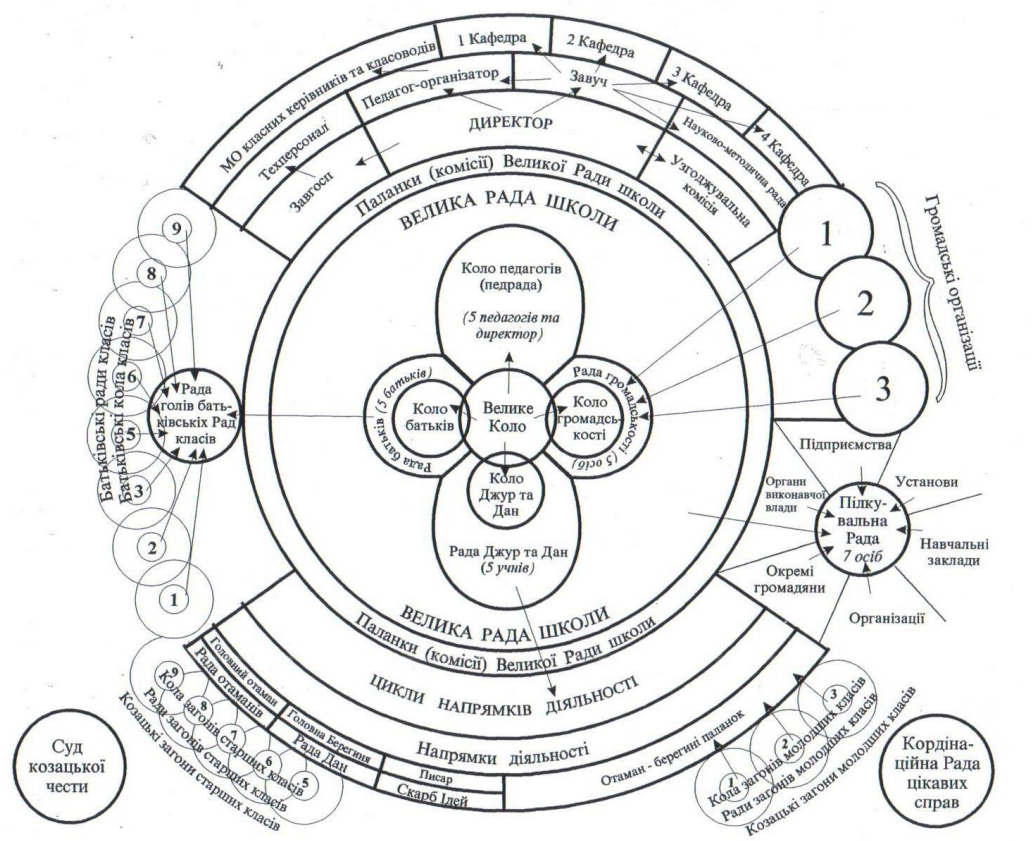 МО класних керівників та класоводів
1 Кафедра
2 Кафедра
3 Кафедра
4 Кафедра
Педагог-організатор
Завуч
Техперсонал
Завгосп
ДИРЕКТОР
Науково-методична рада
Узгоджувальна
комісія
Паланки (комісії) Великої Ради школи
ВЕЛИКА РАДА ШКОЛИ
Коло педагогів
(педрада)
(5 педагогів та
директор)
Рада батьків (5 батьків)
Коло
батьків
Велике
Коло
Рада громадськості (5 осіб)
Коло
громадсь-
кості
Коло
Джур та
Дан
Рада Джур та Дан
(5 учнів)
ВЕЛИКА РАДА ШКОЛИ
Паланки (комісії) Великої Ради школи
ЦИКЛИ НАПРЯМКІВ ДІЯЛЬНОСТІ
Напрямки діяльності
9
8
7
6
5
3
2
1
Батьківські ради класів
Батьківські кола класів
Рада
голів бать-
ківськіх Рад
класів
1
2
3
Громадські організації
Підприємства
Органи
виконавчої
влади
Установи
Пілку-
вальна
Рада
7 осіб
Навчальні
заклади
Окремі
громадяни
Організації
Головний отаман
Рада отаманів
Головна Берегиня
Рада Дан
Писар
Скарб Ідей
Отаман - берегині паланок
9
8
7
6
5
Кола загонів старших класів
Ради загонів старших класів
Козацькі загони старших класів
3
2
1
Кола загонів молодших класів
Ради загонів молодших класів
Козацькі загони молодших класів
Суд
козацької
чести
Кордіна-
ційна Рада
цікавих
справ